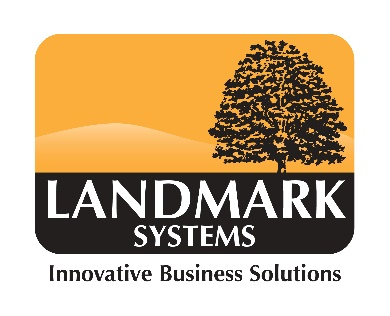 LANDMARK
SYSTEMS
Innovative Business Solutions